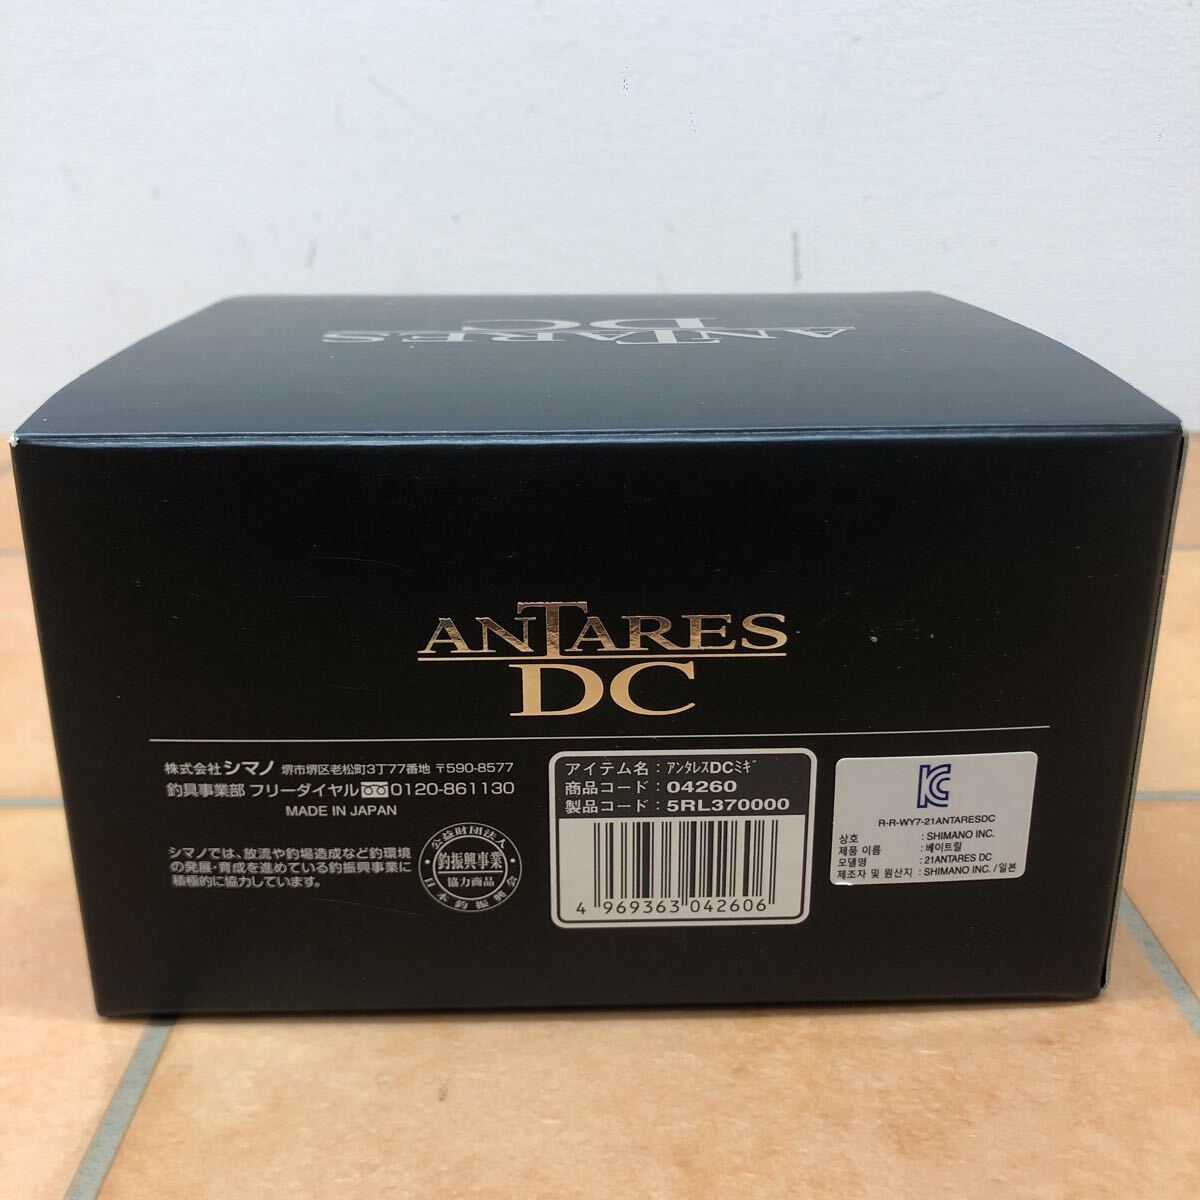 ANTARES
DC
ANTARES
DC
株式会社シマノ 堺市堺区老松町3丁77番地 〒590-8577
釣具事業部 フリーダイヤル 0120-861130
MADE IN JAPAN
シマノでは、放流や釣場造成など釣環境
の発展・育成を進めている釣振興事業に
積極的に協力しています。
公益財団法人
釣振興事業
協力商品
日本釣振興会
アイテム名：ｱﾝﾀﾚｽDCﾐｷﾞ
商品コード：04260
製品コード：5RL370000
4 969363 042606
KC
R-R-WY7-21ANTARESDC
상호 : SHIMANO INC.
제품 이름 : 베이트릴
모델명 : 21ANTARES DC
제조자 및 원산지 : SHIMANO INC. / 일본